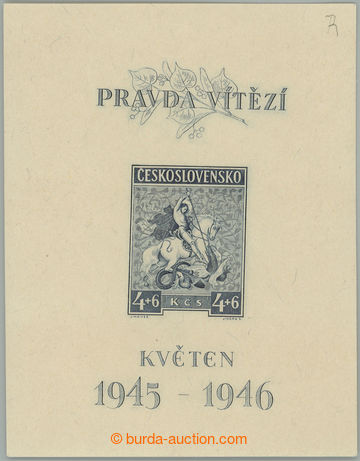 PRAVDA VÍTĚZÍ
ČESKOSLOVENSKO
4+6 KČS 4+6
KVĚTEN
1945 - 1946
burda-auction.com